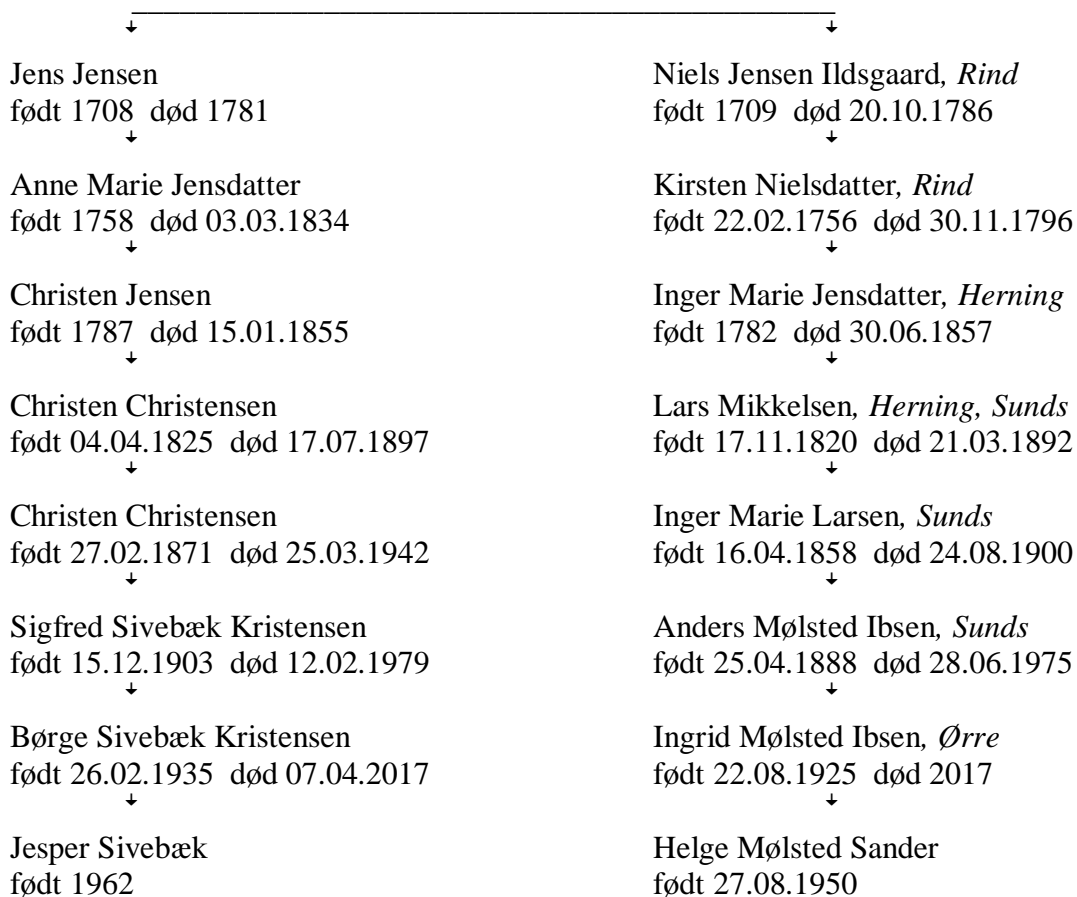 Jens Jensen
født 1708  død 1781
Niels Jensen Ildsgaard, Rind
født 1709  død 20.10.1786
Anne Marie Jensdatter
født 1758  død 03.03.1834
Kirsten Nielsdatter, Rind
født 22.02.1756  død 30.11.1796
Christen Jensen
født 1787  død 15.01.1855
Inger Marie Jensdatter, Herning
født 1782  død 30.06.1857
Christen Christensen
født 04.04.1825  død 17.07.1897
Lars Mikkelsen, Herning, Sunds
født 17.11.1820  død 21.03.1892
Christen Christensen
født 27.02.1871  død 25.03.1942
Inger Marie Larsen, Sunds
født 16.04.1858  død 24.08.1900
Sigfred Sivebæk Kristensen
født 15.12.1903  død 12.02.1979
Anders Mølsted Ibsen, Sunds
født 25.04.1888  død 28.06.1975
Børge Sivebæk Kristensen
født 26.02.1935  død 07.04.2017
Ingrid Mølsted Ibsen, Ørre
født 22.08.1925  død 2017
Jesper Sivebæk
født 1962
Helge Mølsted Sander
født 27.08.1950